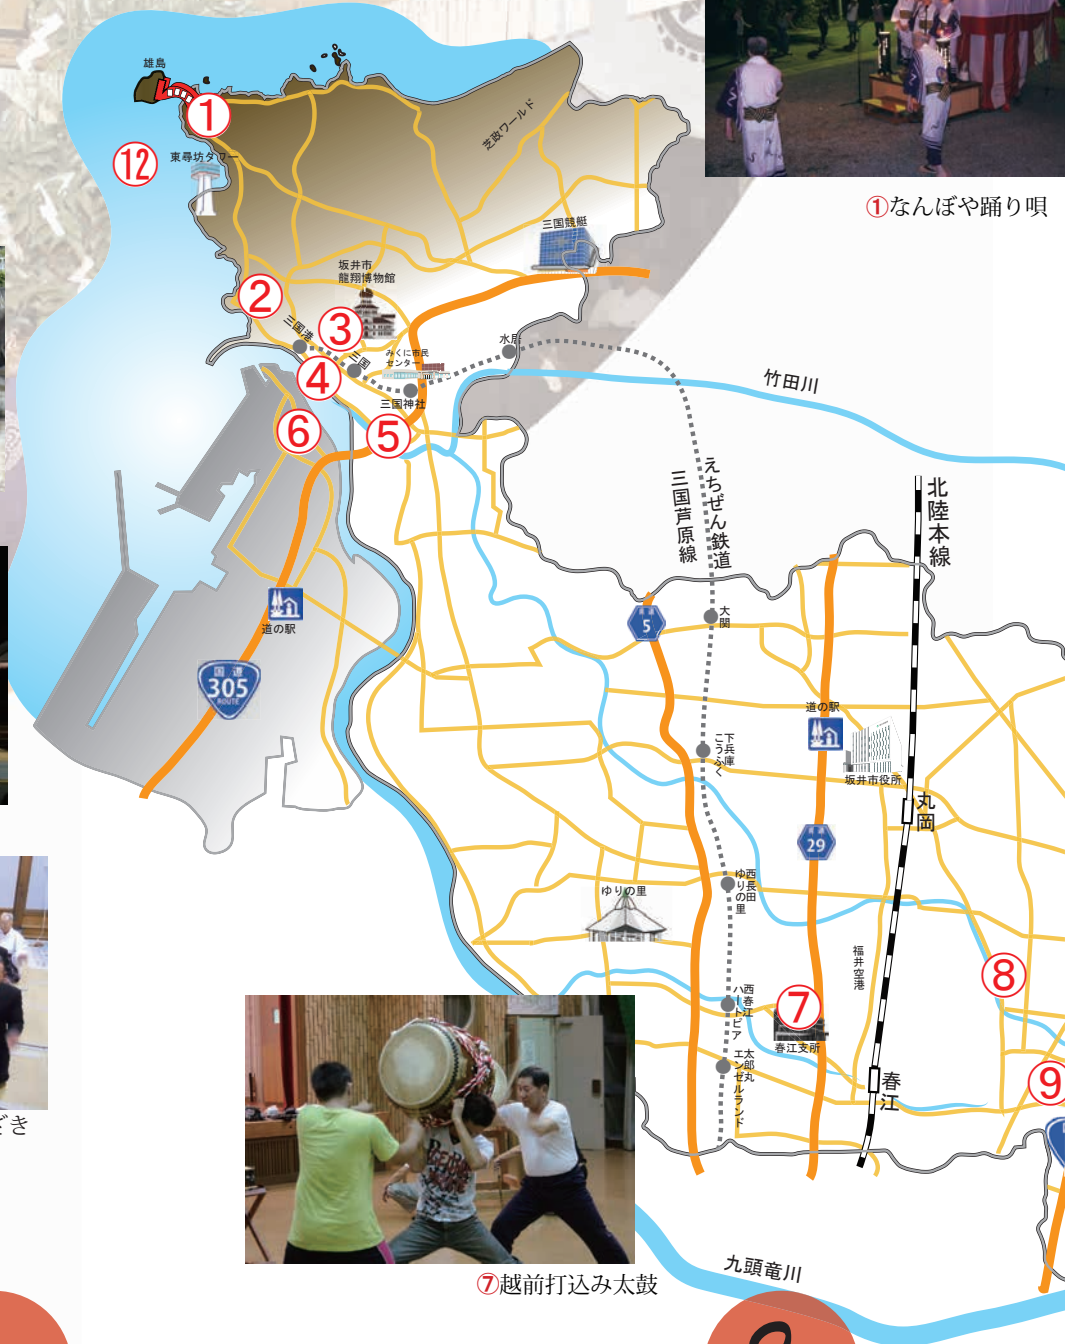 雄島
①
⑫
東尋坊タワー
芝政ワールド
三国競艇
①なんぼや踊り唄
坂井市
龍翔博物館
②
③
三国港
三国
みくに市民
センター
水居
④
三国神社
⑤
⑥
竹田川
えちぜん鉄道
三国芦原線
北陸本線
道の駅
国道
305
ROUTE
5
大関
道の駅
坂井市役所
下兵庫
こうふく
丸岡
29
西長田
ゆりの里
ゆりの里
福井空港
⑧
西春江
ハートピア
⑦
春江支所
太郎丸
エンゼルランド
春江
⑨
どき
⑦越前打込み太鼓
九頭竜川